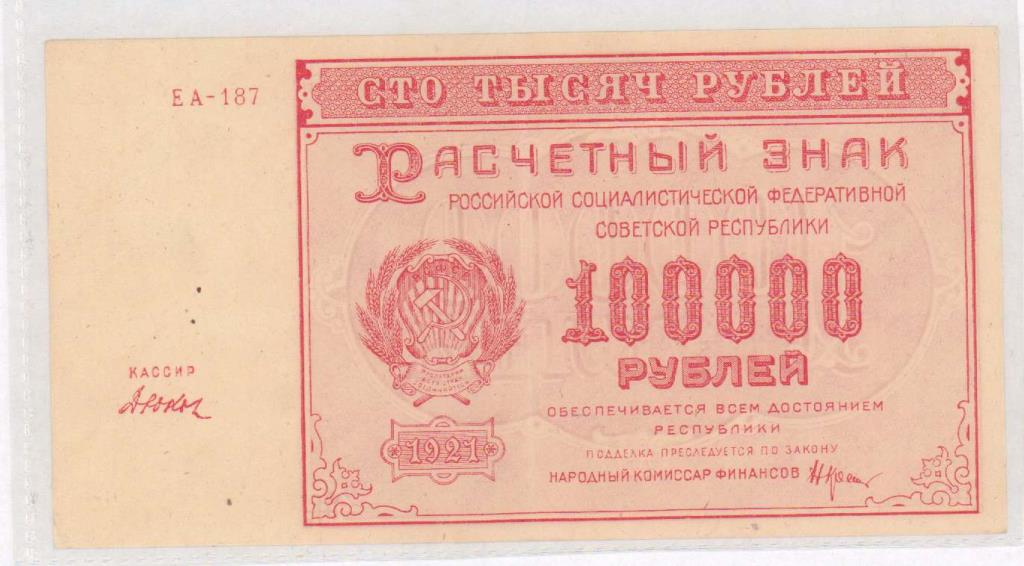 ЕА-187
СТО ТЫСЯЧ РУБЛЕЙ
РАСЧЕТНЫЙ ЗНАК
РОССИЙСКОЙ СОЦИАЛИСТИЧЕСКОЙ ФЕДЕРАТИВНОЙ
СОВЕТСКОЙ РЕСПУБЛИКИ
100000
РУБЛЕЙ
КАССИР
ОБЕСПЕЧИВАЕТСЯ ВСЕМ ДОСТОЯНИЕМ
РЕСПУБЛИКИ
1921
ПОДДЕЛКА ПРЕСЛЕДУЕТСЯ ПО ЗАКОНУ
НАРОДНЫЙ КОМИССАР ФИНАНСОВ